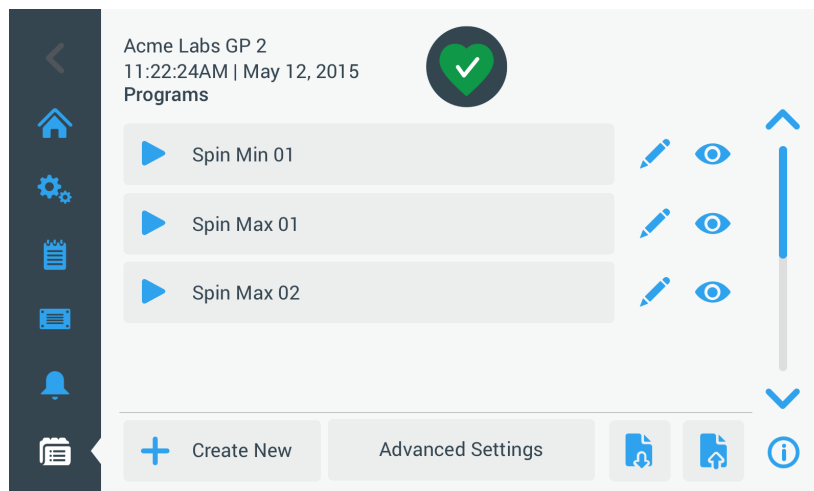 Acme Labs GP 2
11:22:24AM | May 12, 2015
Programs
Spin Min 01
Spin Max 01
Spin Max 02
Create New
Advanced Settings